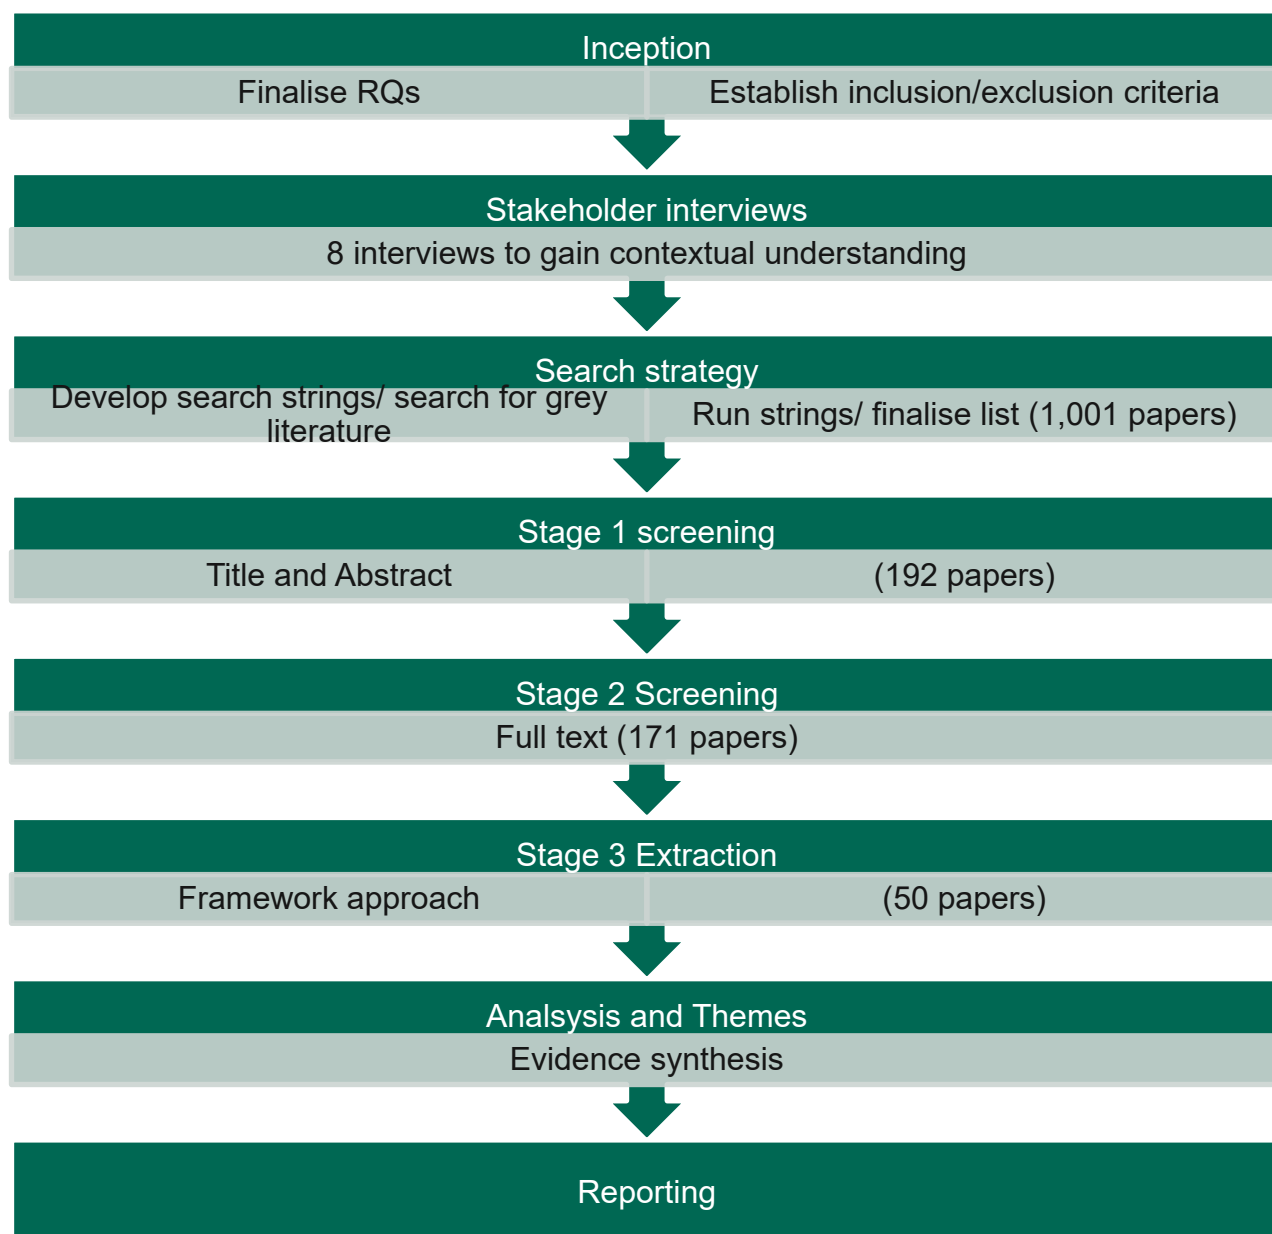 Inception
Finalise RQs
Establish inclusion/exclusion criteria
Stakeholder interviews
8 interviews to gain contextual understanding
Search strategy
Develop search strings/ search for grey
literature
Run strings/ finalise list (1,001 papers)
Stage 1 screening
Title and Abstract
(192 papers)
Stage 2 Screening
Full text (171 papers)
Stage 3 Extraction
Framework approach
(50 papers)
Analsysis and Themes
Evidence synthesis
Reporting